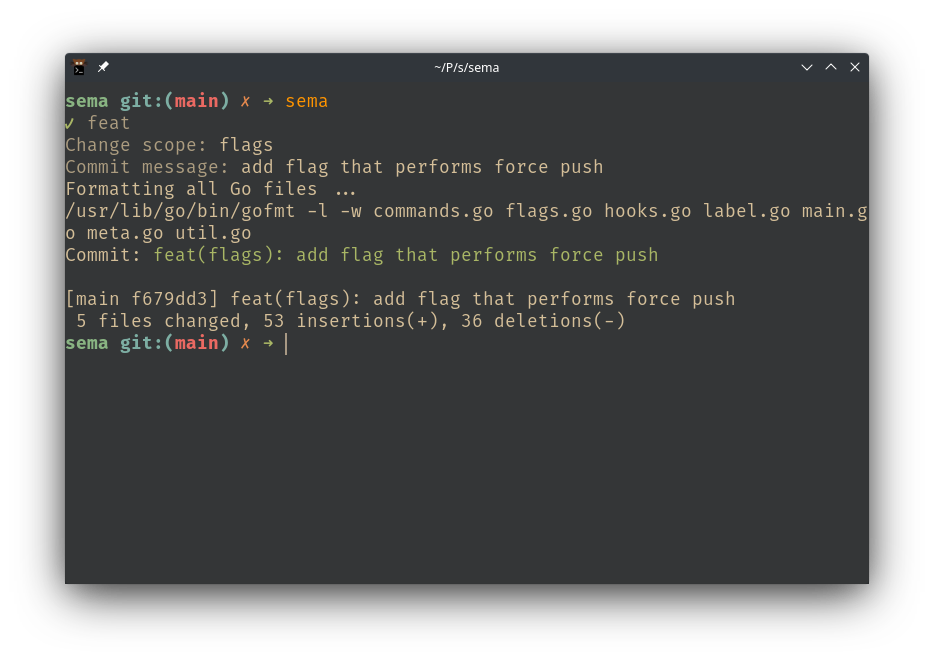 ~/P/s/sema
sema git:(main) ✗ → sema
✓ feat
Change scope: flags
Commit message: add flag that performs force push
Formatting all Go files ...
/usr/lib/go/bin/gofmt -l -w commands.go flags.go hooks.go label.go main.g
o meta.go util.go
Commit: feat(flags): add flag that performs force push
[main f679dd3] feat(flags): add flag that performs force push
5 files changed, 53 insertions(+), 36 deletions(-)
sema git:(main) ✗ →